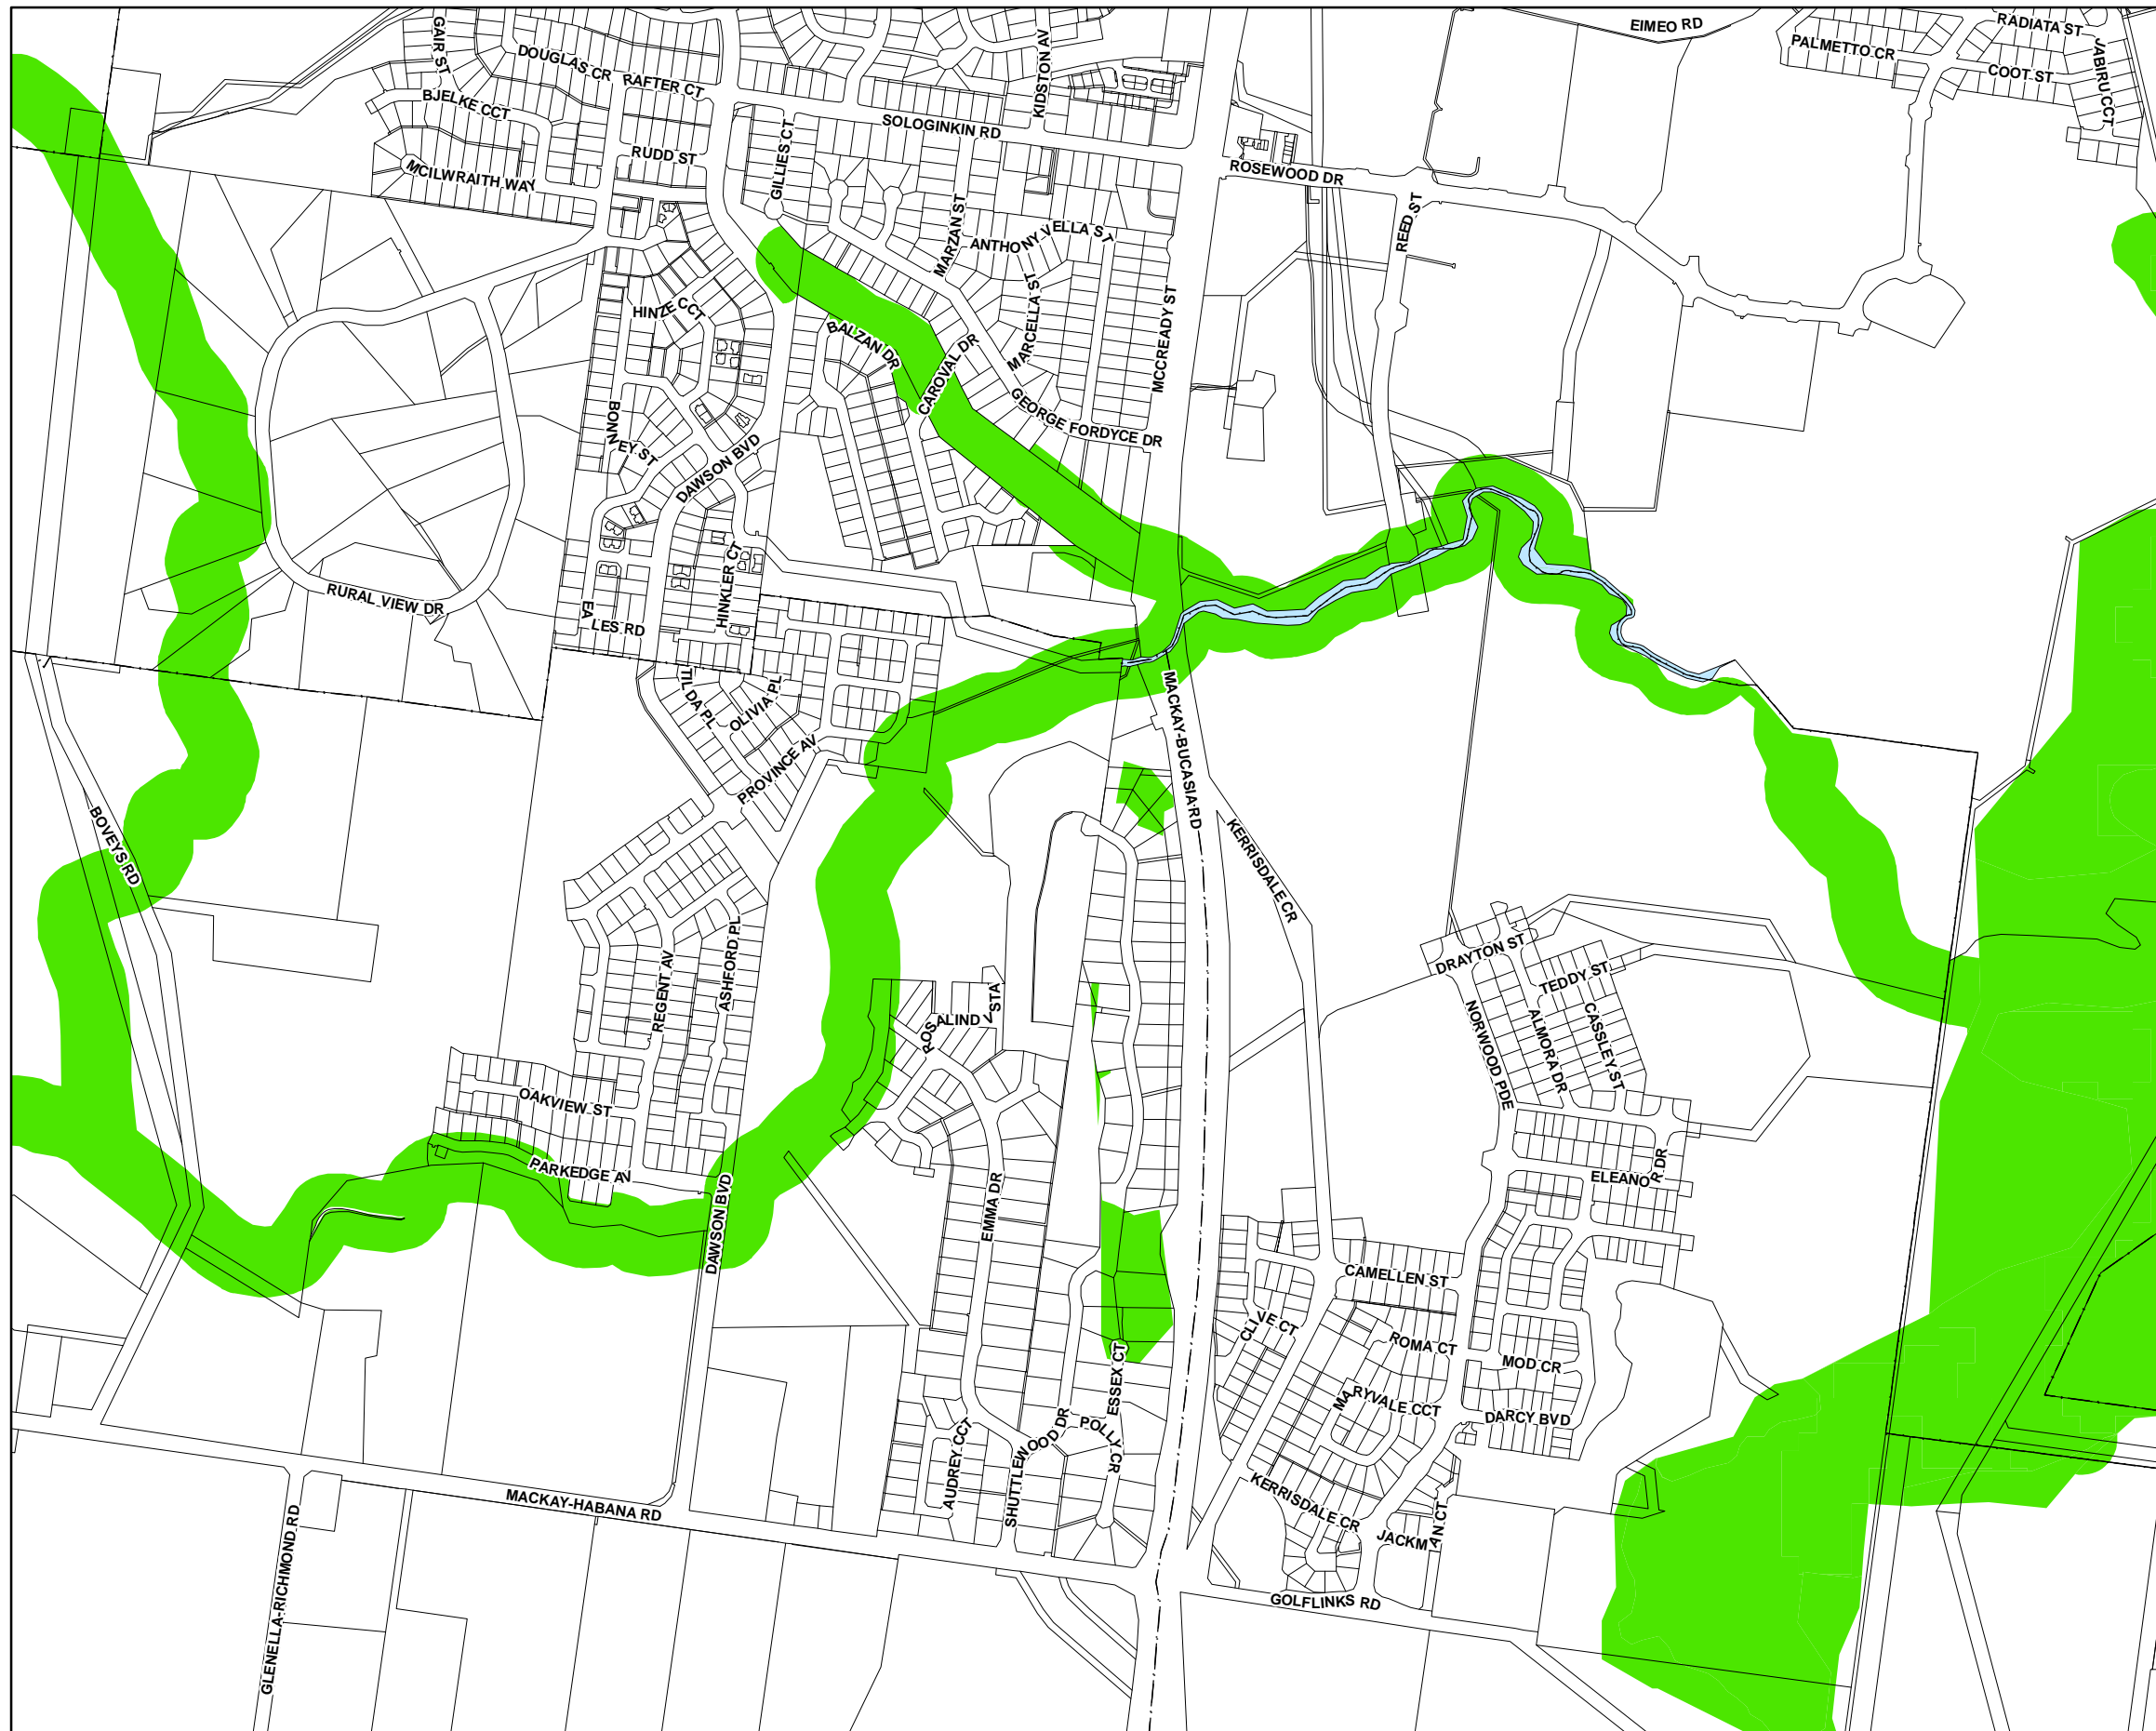 EIMEO RD
RADIATA ST
PALMETTO CR
JABIRU CCT
COOT ST
GAIR ST
DOUGLAS CR
RAFTER CT
KIDSTON AV
BJELKE CCT
SOLOGINKIN RD
GILLIES CT
RUDD ST
MCILWRAITH WAY
ROSEWOOD DR
REED ST
MARZAN ST
ANTHONY VELLA ST
MARCELLA ST
MCCREADY ST
HINZE CCT
BALZAN DR
CAROVAL DR
GEORGE FORDYCE DR
BONNEY ST
DAWSON BVD
HINKLER CT
RURAL VIEW DR
EALES RD
TILDA PL
OLIVIA PL
PROVINCE AV
MACKAY-BUCASIA RD
BOVEYS RD
KERRISDALE CR
REGENT AV
ASHFORD PL
DRAYTON ST
TEDDY ST
ROSALIND VSTA
NORWOOD PDE
ALMORA DR
CASSLEY ST
OAKVIEW ST
PARKEDGE AV
ELEANOR DR
DAWSON BVD
EMMA DR
CAMELLEN ST
CLIVE CT
ROMA CT
MOD CR
ESSEX CT
MARYVALE CCT
DARCY BVD
POLLY CR
AUDREY CCT
SHUTTLEWOOD DR
KERRISDALE CR
JACKMAN CT
MACKAY-HABANA RD
GLENELLA-RICHMOND RD
GOLFLINKS RD